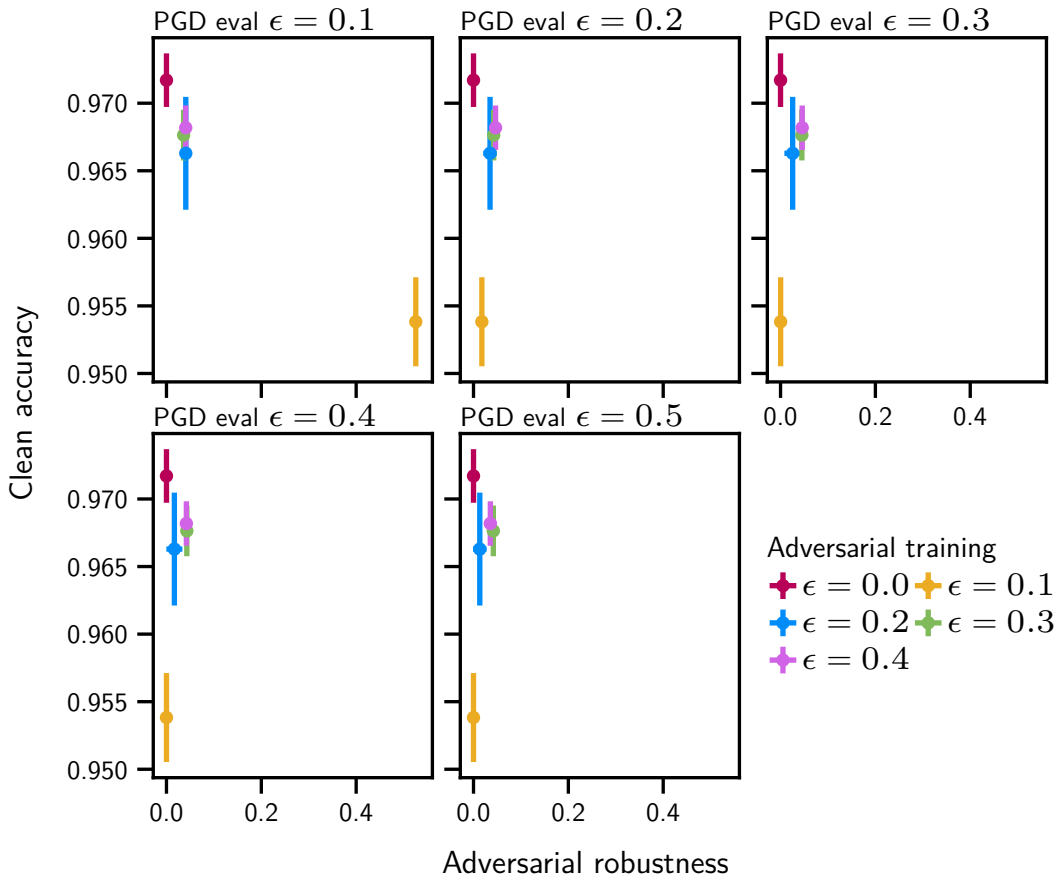 PGD eval ϵ = 0.1
PGD eval ϵ = 0.2
PGD eval ϵ = 0.3
0.970
0.965
0.960
0.955
0.950
0.0 0.2 0.4
Clean accuracy
PGD eval ϵ = 0.4
PGD eval ϵ = 0.5
0.970
0.965
0.960
0.955
0.950
0.0 0.2 0.4
0.0 0.2 0.4
Adversarial robustness
Adversarial training
ϵ = 0.0 ϵ = 0.1
ϵ = 0.2 ϵ = 0.3
ϵ = 0.4